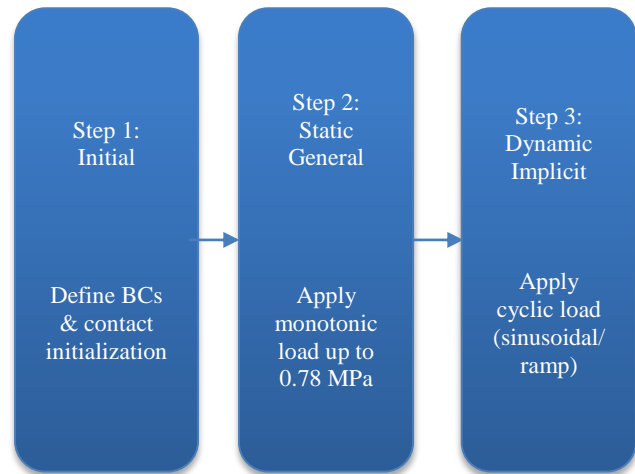 Step 1:
Initial
Define BCs
& contact
initialization
Step 2:
Static
General
Apply
monotonic
load up to
0.78 MPa
Step 3:
Dynamic
Implicit
Apply
cyclic load
(sinusoidal/
ramp)